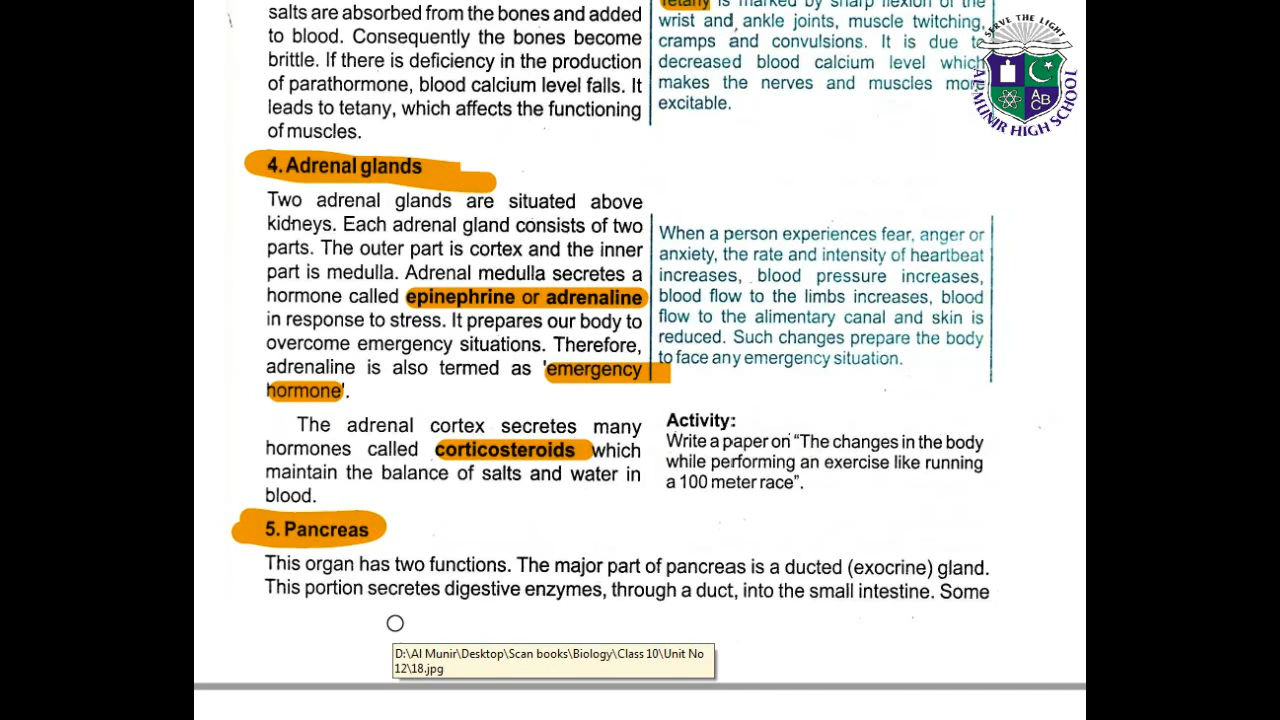 salts are absorbed from the bones and added
to blood. Consequently the bones become
brittle. If there is deficiency in the production
of parathormone, blood calcium level falls. It
leads to tetany, which affects the functioning
of muscles.
4. Adrenal glands
Two adrenal glands are situated above
kidneys. Each adrenal gland consists of two
parts. The outer part is cortex and the inner
part is medulla. Adrenal medulla secretes a
hormone called epinephrine or adrenaline
in response to stress. It prepares our body to
overcome emergency situations. Therefore,
adrenaline is also termed as 'emergency
hormone'.
The adrenal cortex secretes many
hormones called corticosteroids which
maintain the balance of salts and water in
blood.
Tetany is marked by sharp flexion of the
wrist and ankle joints, muscle twitching,
cramps and convulsions. It is due to
decreased blood calcium level which
makes the nerves and muscles more
excitable.
When a person experiences fear, anger or
anxiety, the rate and intensity of heartbeat
increases, blood pressure increases,
blood flow to the limbs increases, blood
flow to the alimentary canal and skin is
reduced. Such changes prepare the body
to face any emergency situation.
Activity:
Write a paper on "The changes in the body
while performing an exercise like running
a 100 meter race".
5. Pancreas
This organ has two functions. The major part of pancreas is a ducted (exocrine) gland.
This portion secretes digestive enzymes, through a duct, into the small intestine. Some
D:\Al Munir\Desktop\Scan books\Biology\Class 10\Unit No
12\18.jpg
SERVE THE LIGHT
AL-MUNIR HIGH SCHOOL
A B C